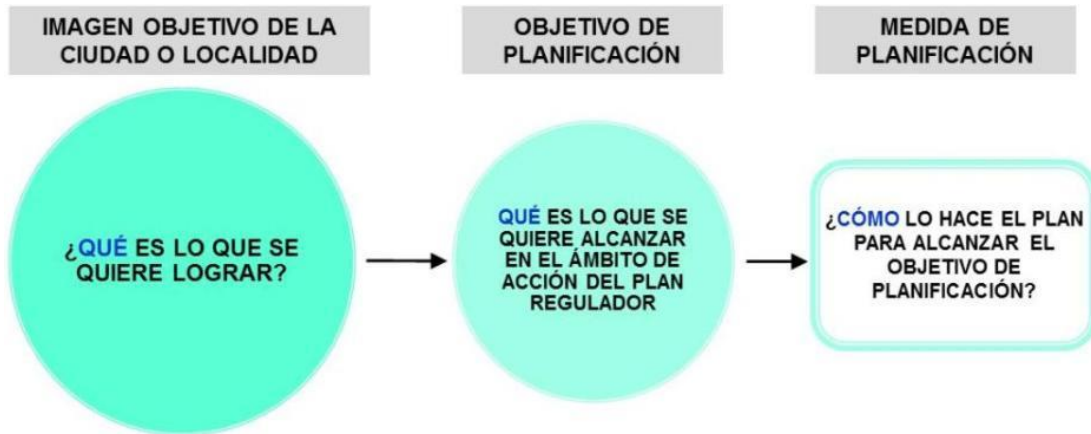 IMAGEN OBJETIVO DE LA
CIUDAD O LOCALIDAD
OBJETIVO DE
PLANIFICACIÓN
MEDIDA DE
PLANIFICACIÓN
¿QUÉ ES LO QUE SE
QUIERE LOGRAR?
QUÉ ES LO QUE SE
QUIERE ALCANZAR
EN EL ÁMBITO DE
ACCIÓN DEL PLAN
REGULADOR
¿CÓMO LO HACE EL PLAN
PARA ALCANZAR EL
OBJETIVO DE
PLANIFICACIÓN?